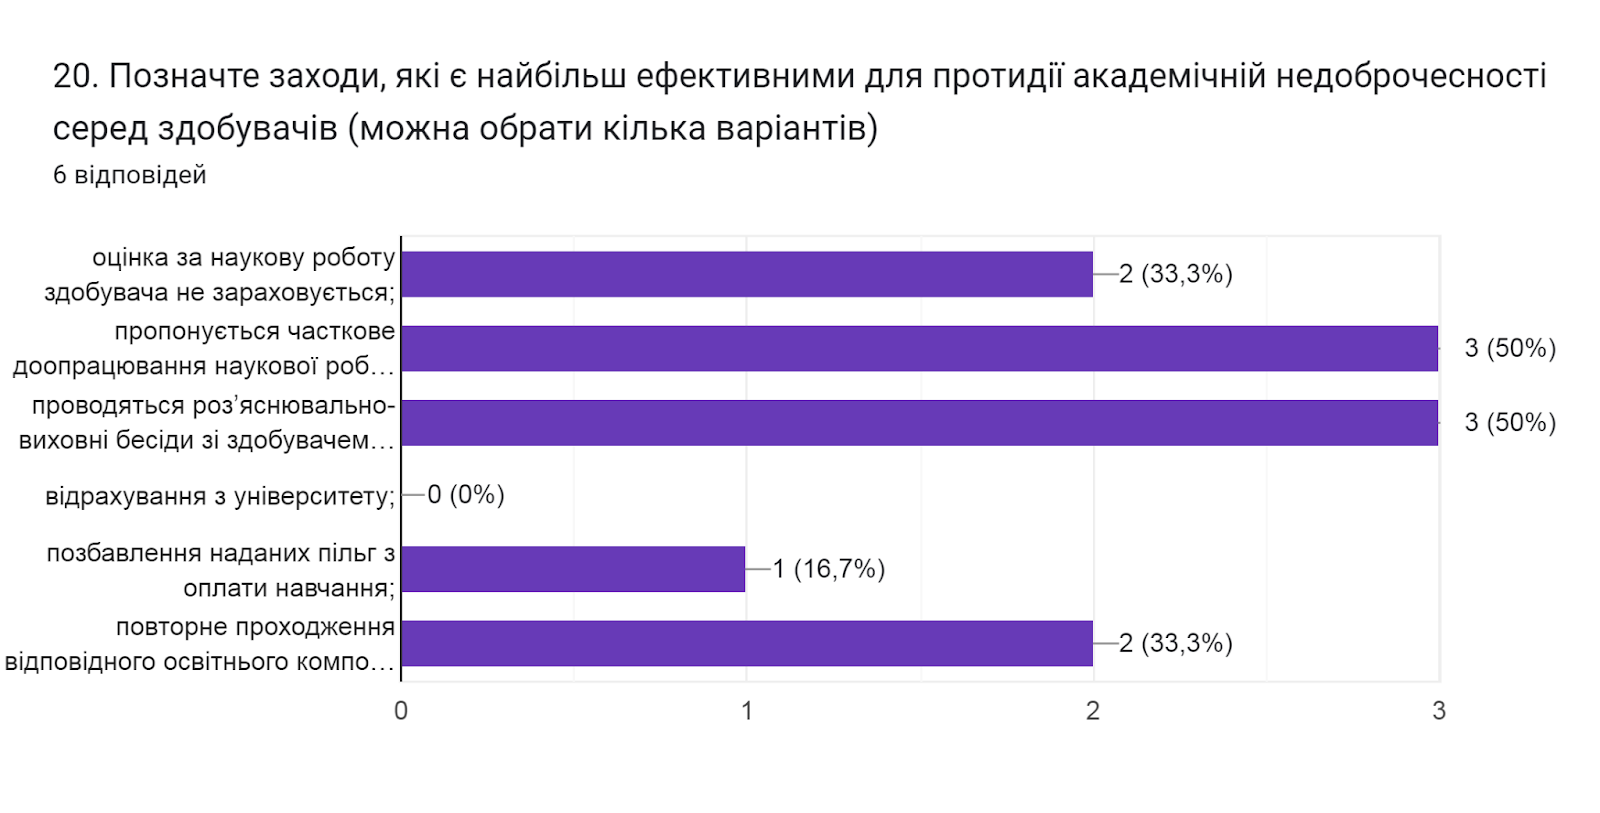 20. Позначте заходи, які є найбільш ефективними для протидії академічній недоброчесності
серед здобувачів (можна обрати кілька варіантів)
6 відповідей
оцінка за наукову роботу
здобувача не зараховується;
2 (33,3%)
пропонується часткове
доопрацювання наукової роб…
3 (50%)
проводяться роз’яснювально-
виховні бесіди зі здобувачем…
3 (50%)
відрахування з університету;
0 (0%)
позбавлення наданих пільг з
оплати навчання;
1 (16,7%)
повторне проходження
відповідного освітнього компо…
2 (33,3%)
0
1
2
3